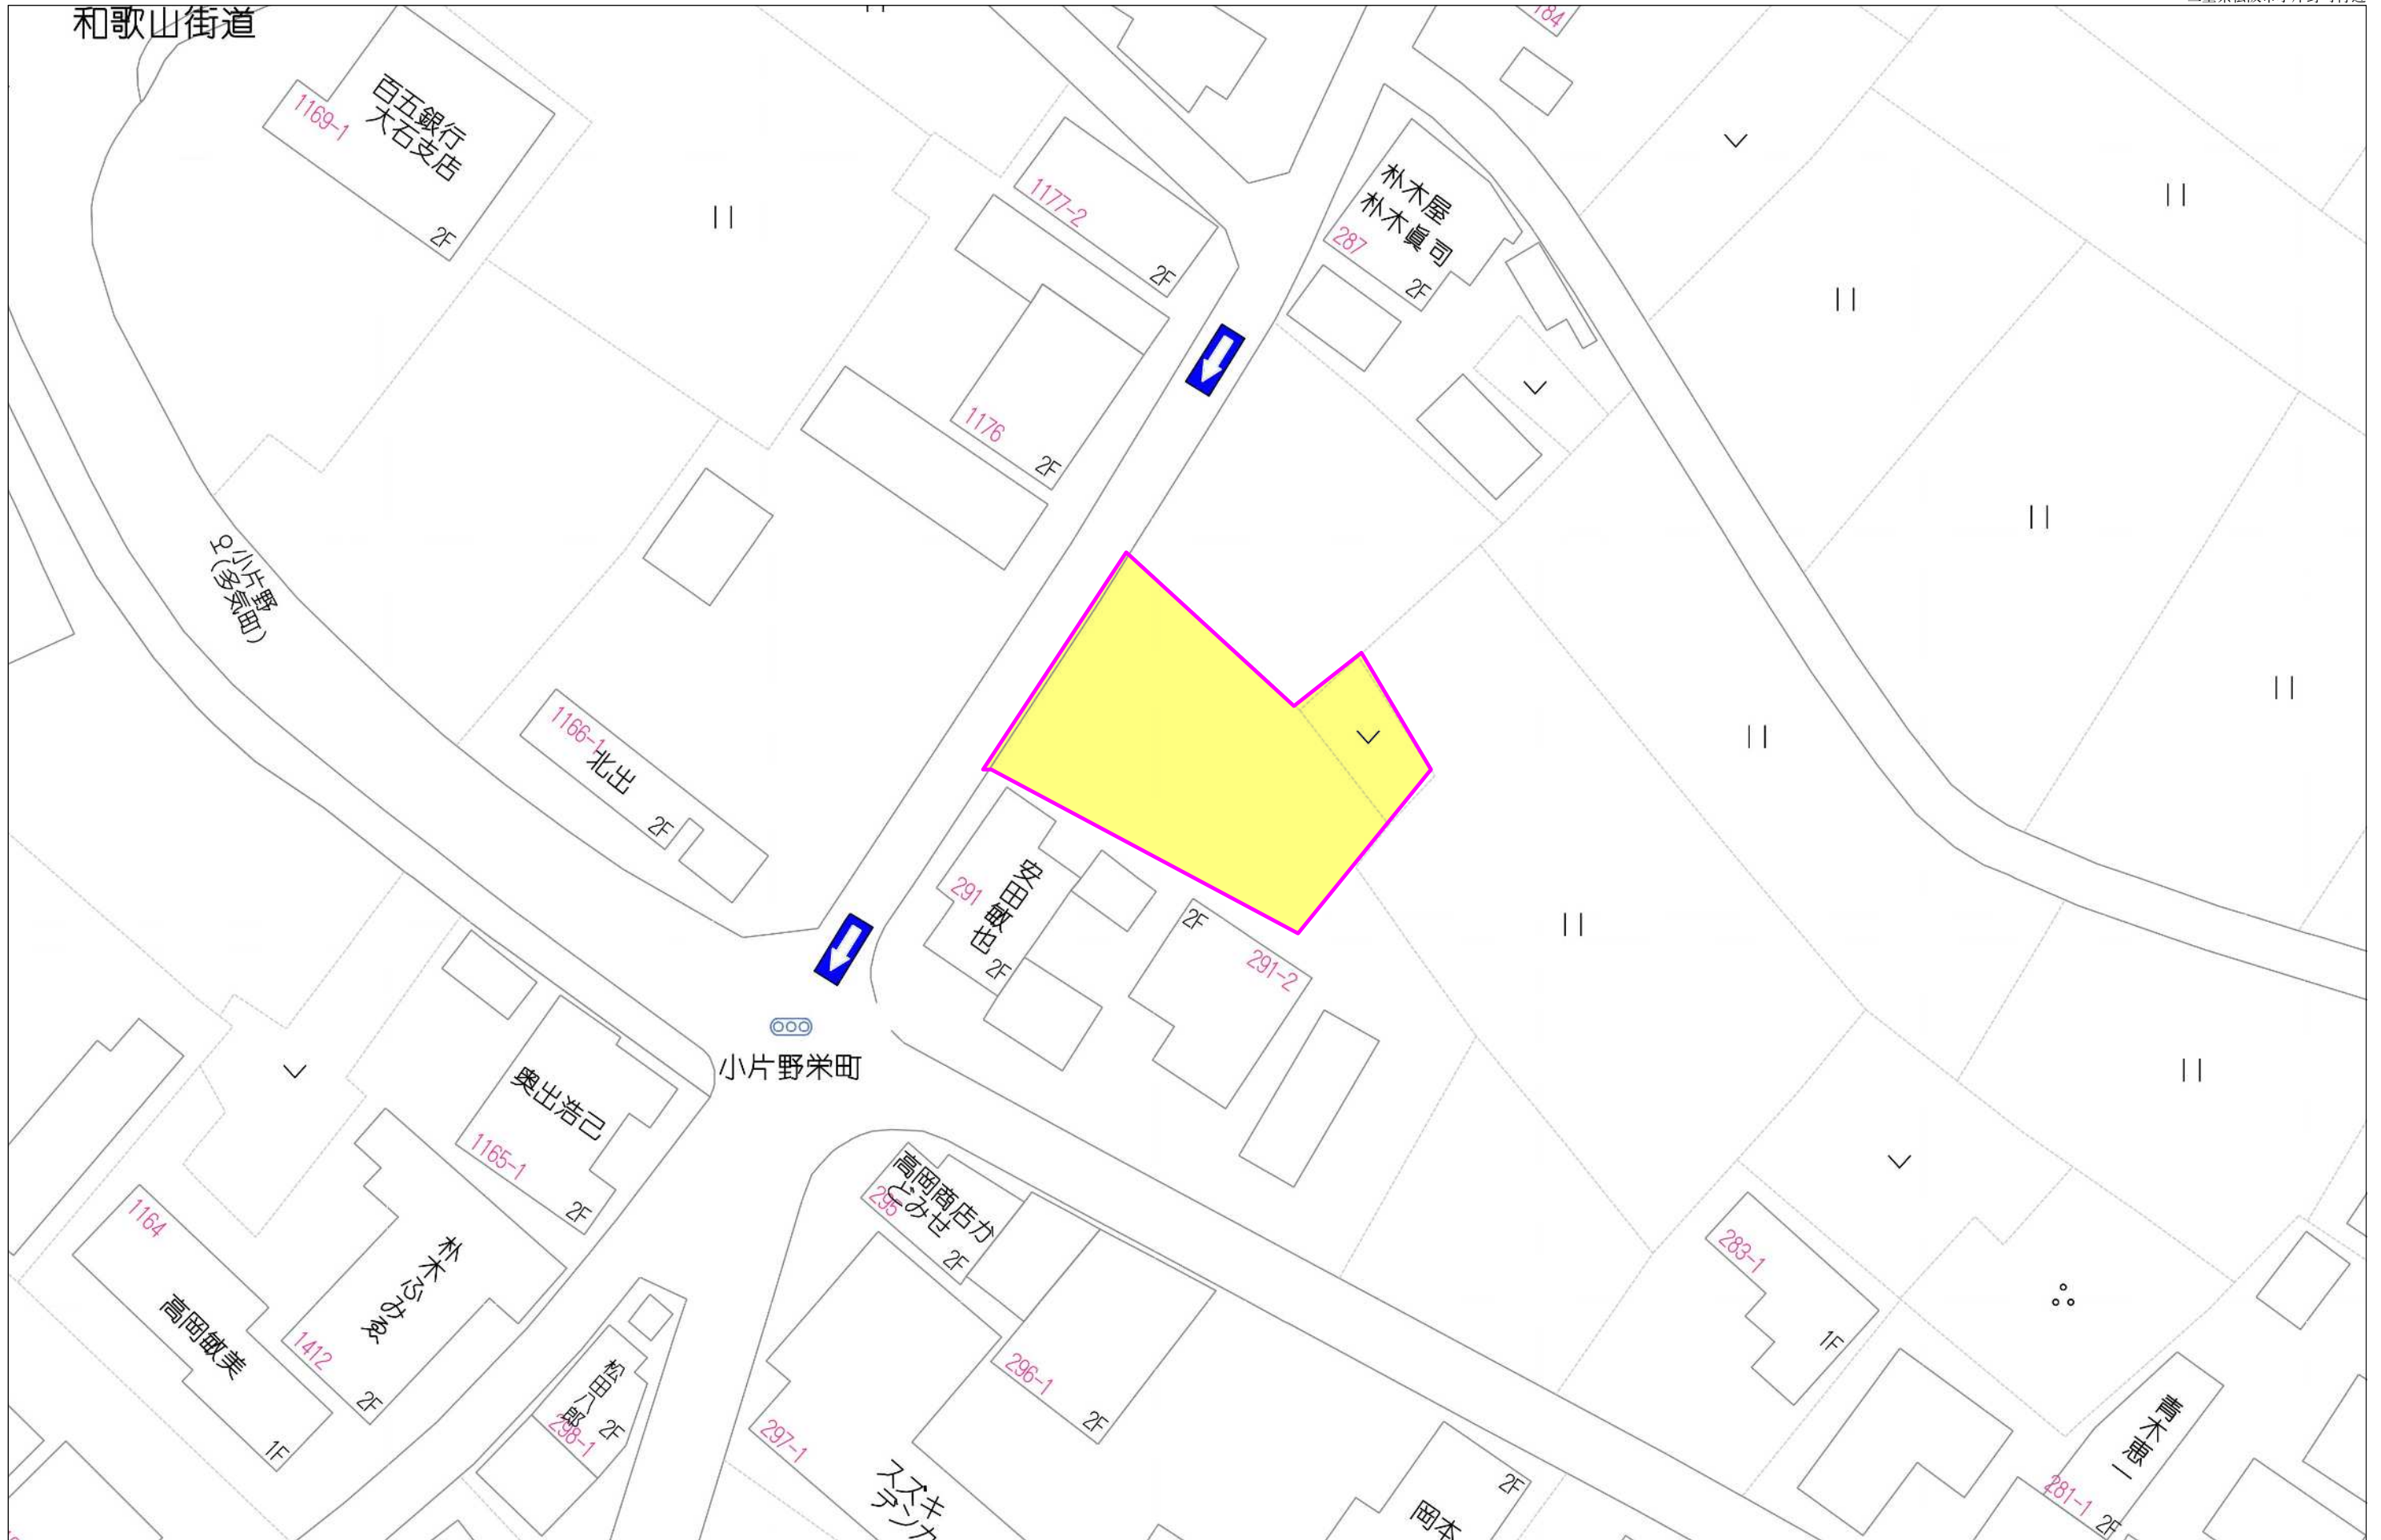 和歌山街道
百五銀行
大石支店
1169-1
2F
1177-2
2F
朴木屋
朴木眞司
287
2F
184
1176
2F
小片野
(多気町)
1166-1
北出
2F
安田敏也
291
2F
2F
291-2
小片野栄町
奥出浩己
1165-1
2F
高岡商店か
どみせ
295
2F
1164
高岡敏美
1F
朴木ふみゑ
1412
2F
松田八郎
2F
298-1
297-1
296-1
2F
スズキ
283-1
1F
2F
岡本
青木恵一
281-1
2F